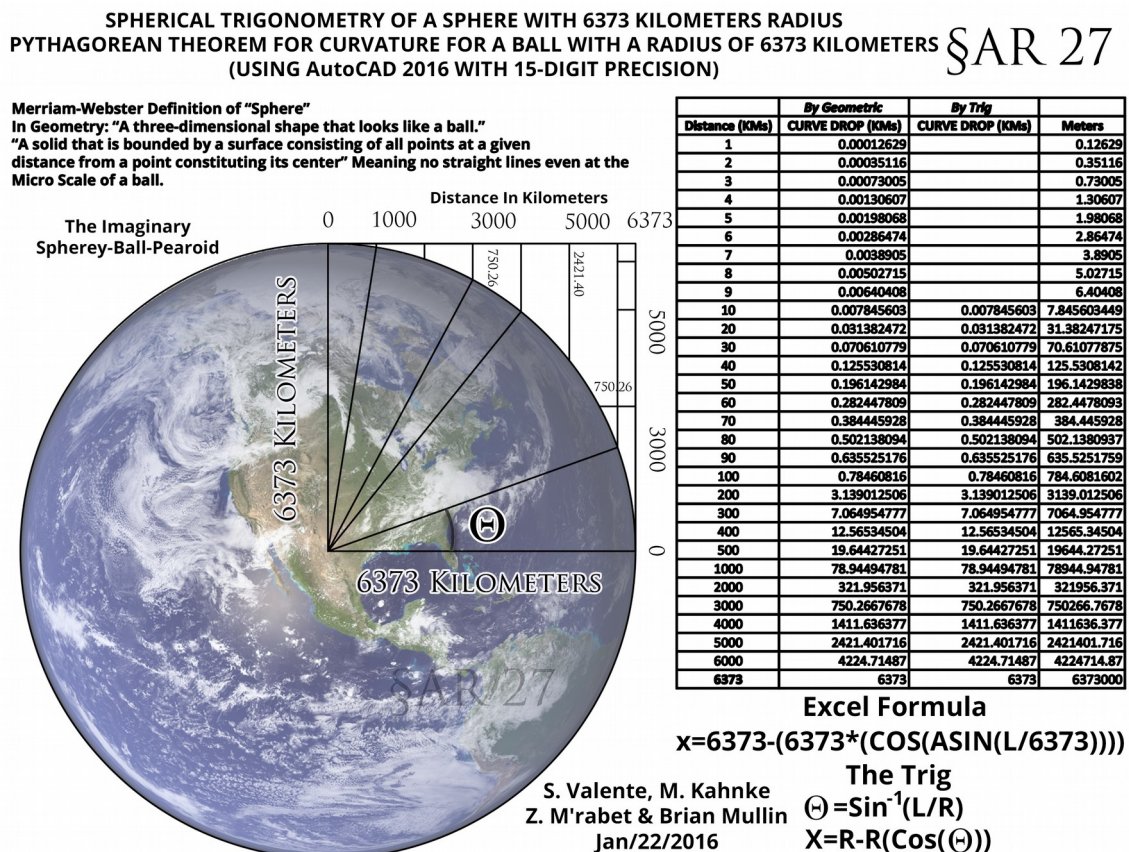 SPHERICAL TRIGONOMETRY OF A SPHERE WITH 6373 KILOMETERS RADIUS
PYTHAGOREAN THEOREM FOR CURVATURE FOR A BALL WITH A RADIUS OF 6373 KILOMETERS
(USING AutoCAD 2016 WITH 15-DIGIT PRECISION)
§AR 27
Merriam-Webster Definition of “Sphere”
In Geometry: “A three-dimensional shape that looks like a ball.”
“A solid that is bounded by a surface consisting of all points at a given
distance from a point constituting its center” Meaning no straight lines even at the
Micro Scale of a ball.
Distance In Kilometers
0 1000 3000 5000 6373
The Imaginary
Spherey-Ball-Pearoid
750.26
2421.40
5000
750.26
3000
0
6373 KILOMETERS
Θ
6373 KILOMETERS
§AR 27
By Geometric By Trig
Distance (KMs) CURVE DROP (KMs) CURVE DROP (KMs) Meters
1 0.00012629 0.12629
2 0.00035116 0.35116
3 0.00073005 0.73005
4 0.00130607 1.30607
5 0.00198068 1.98068
6 0.00286474 2.86474
7 0.0038905 3.8905
8 0.00502715 5.02715
9 0.00640408 6.40408
10 0.007845603 0.007845603 7.845603449
20 0.031382472 0.031382472 31.38247175
30 0.070610779 0.070610779 70.61077875
40 0.125530814 0.125530814 125.5308142
50 0.196142984 0.196142984 196.1429838
60 0.282447809 0.282447809 282.4478093
70 0.384445928 0.384445928 384.445928
80 0.502138094 0.502138094 502.1380937
90 0.635525176 0.635525176 635.5251759
100 0.78460816 0.78460816 784.6081602
200 3.139012506 3.139012506 3139.012506
300 7.064954777 7.064954777 7064.954777
400 12.56534504 12.56534504 12565.34504
500 19.64427251 19.64427251 19644.27251
1000 78.94494781 78.94494781 78944.94781
2000 321.956371 321.956371 321956.371
3000 750.2667678 750.2667678 750266.7678
4000 1411.636377 1411.636377 1411636.377
5000 2421.401716 2421.401716 2421401.716
6000 4224.71487 4224.71487 4224714.87
6373 6373 6373 6373000
Excel Formula
x=6373-(6373*(COS(ASIN(L/6373))))
The Trig
Θ=Sin⁻¹(L/R)
X=R-R(Cos(Θ))
S. Valente, M. Kahnke
Z. M'rabet & Brian Mullin
Jan/22/2016